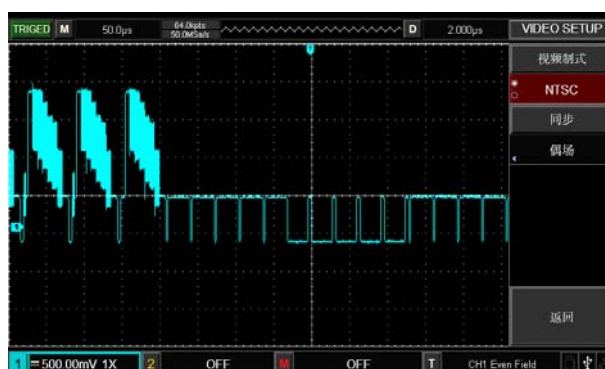 TRIGED M 50.0μs 64.0kpts D 2.000μs VIDEO SETUP
50.0MSa/s
视频制式
NTSC
同步
偶场
1
返回
1 500.00mV 1X 2 OFF M OFF T CH1 Even Field